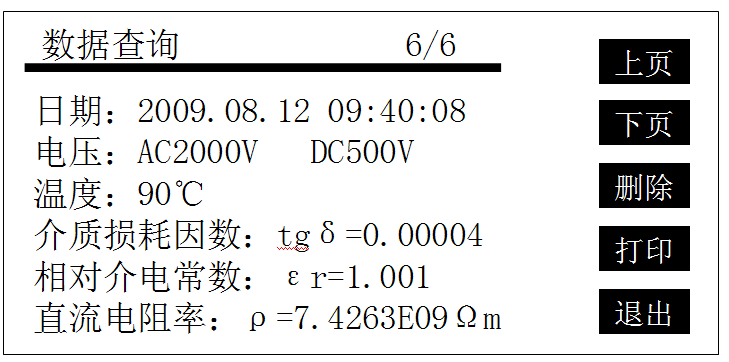 数据查询 6/6
上页
日期：2009.08.12 09:40:08
下页
电压：AC2000V DC500V
温度：90℃
删除
介质损耗因数：tgδ=0.00004
打印
相对介电常数：εr=1.001
直流电阻率：ρ=7.4263E09Ωm
退出